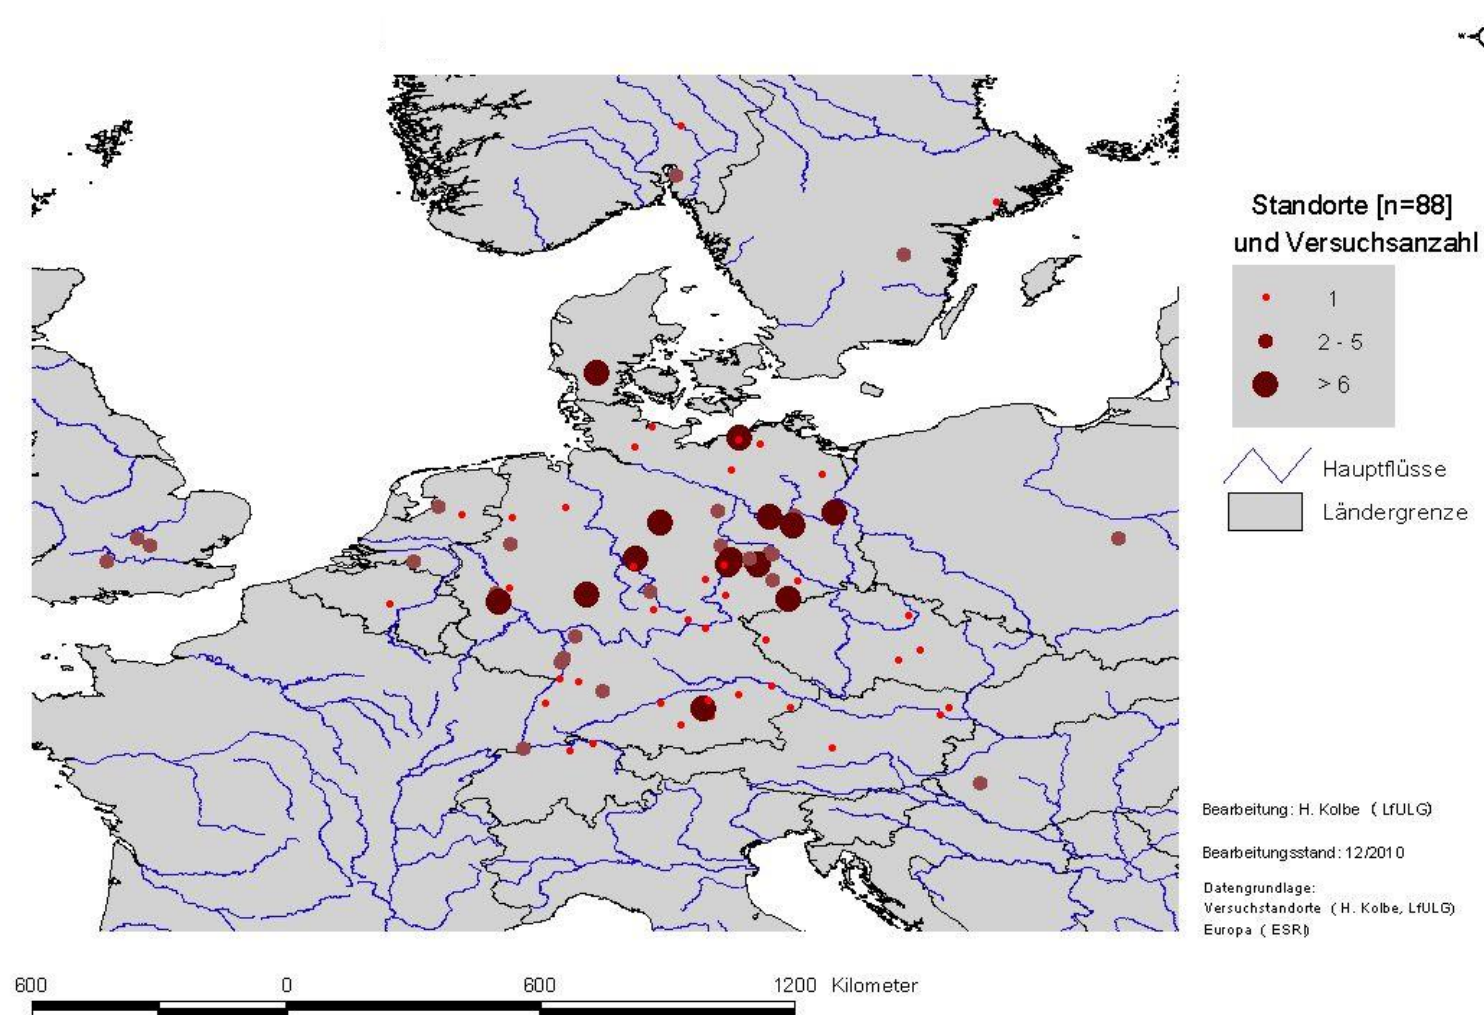 W
Standorte [n=88]
und Versuchsanzahl
1
2 - 5
> 6
Hauptflüsse
Ländergrenze
Bearbeitung: H. Kolbe ( LfULG)
Bearbeitungsstand: 12/2010
Datengrundlage:
Versuchstandorte ( H. Kolbe, LfULG)
Europa ( ESRI)
600 0 600 1200 Kilometer